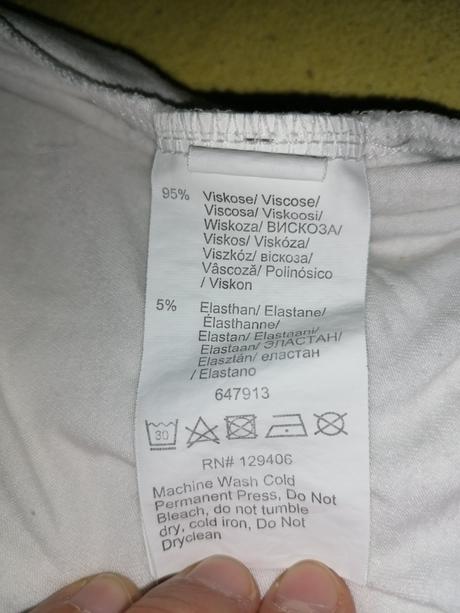 95% Viskose/ Viscose/
Viscosa/ Viskoosi/
Wiskoza/ ВИСКОЗА/
Viskos/ Viskóza/
Viszkóz/ віскоза/
Vâscoză/ Polinósico
/ Viskon
5% Elasthan/ Elastane/
Élasthanne/
Elastan/ Elastaani/
Elastaan/ ЭЛАСТАН/
Elasztán/ еластан
/ Elastano
647913
30
RN# 129406
Machine Wash Cold
Permanent Press, Do Not
Bleach, do not tumble
dry, cold iron, Do Not
Dryclean